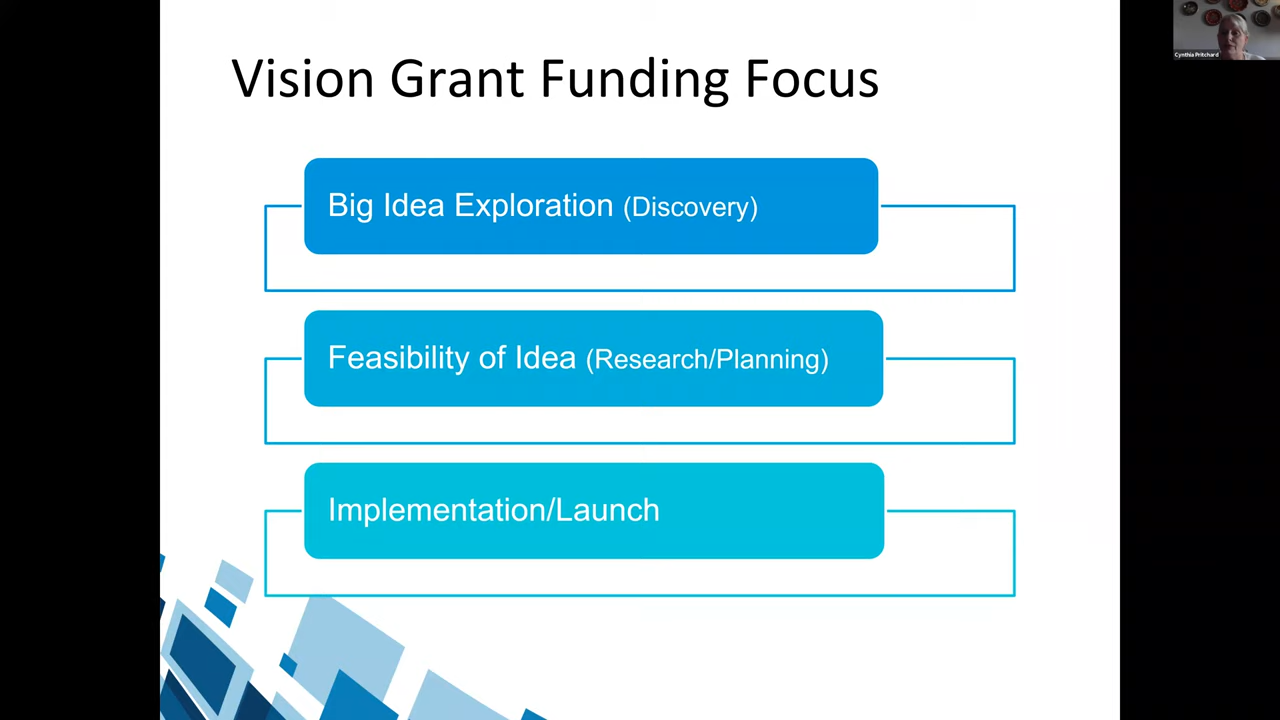 Vision Grant Funding Focus
Cynthia Pritchard
Big Idea Exploration (Discovery)
Feasibility of Idea (Research/Planning)
Implementation/Launch